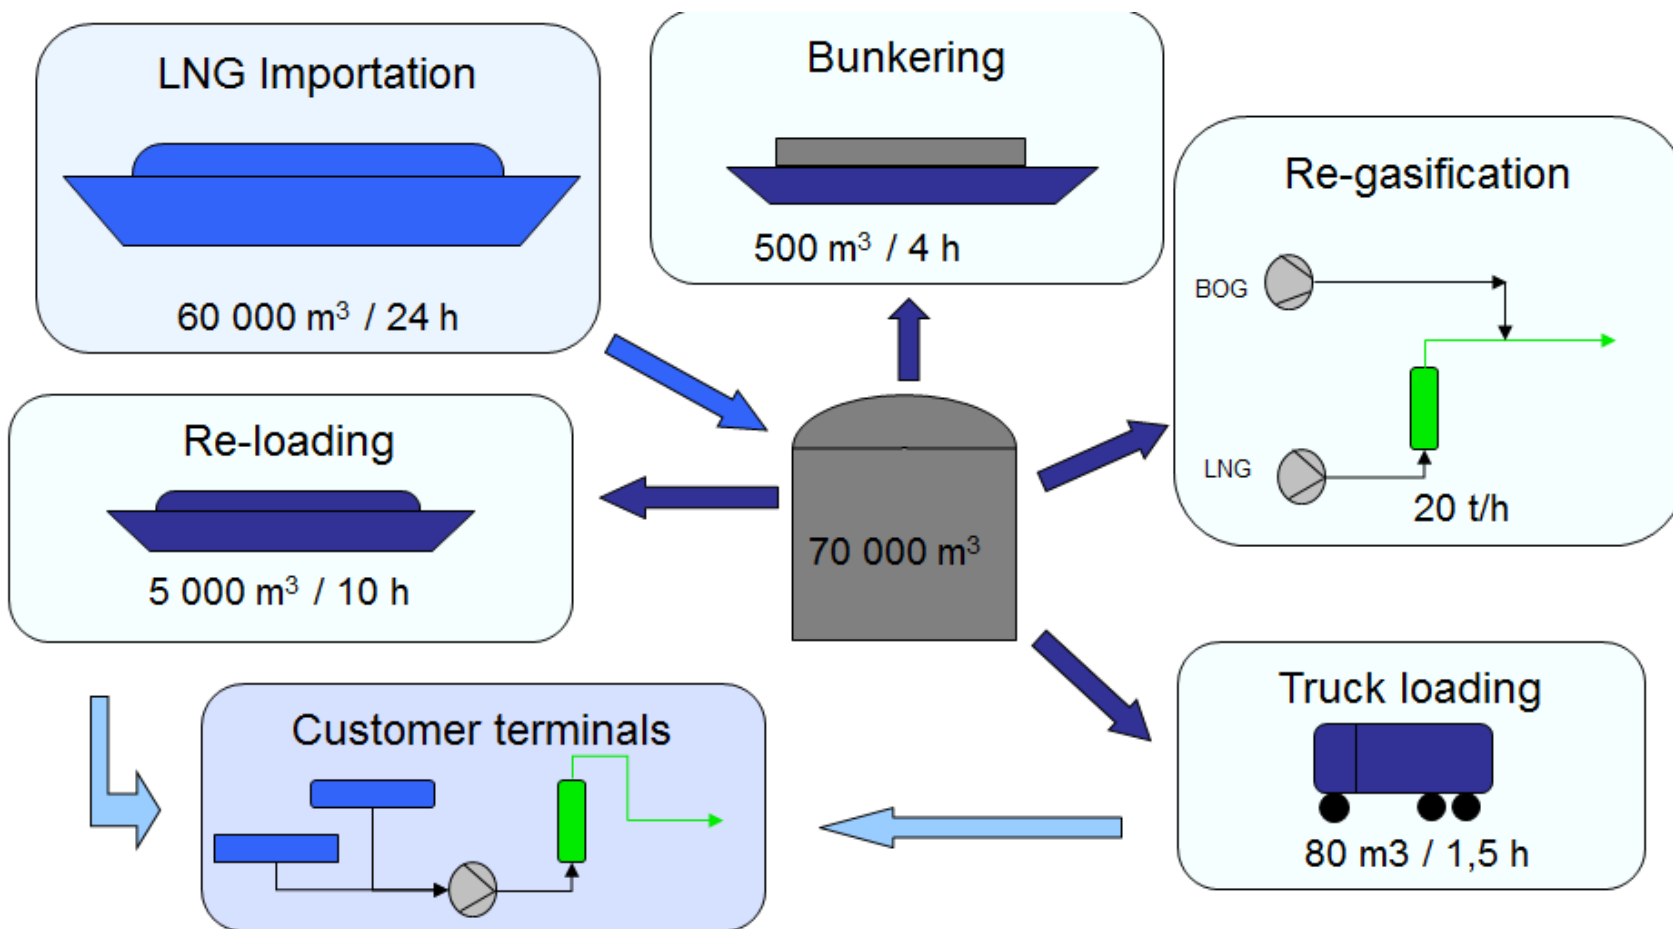 LNG Importation
60 000 m³ / 24 h
Bunkering
500 m³ / 4 h
Re-gasification
BOG
LNG
20 t/h
Re-loading
5 000 m³ / 10 h
70 000 m³
Truck loading
80 m3 / 1,5 h
Customer terminals